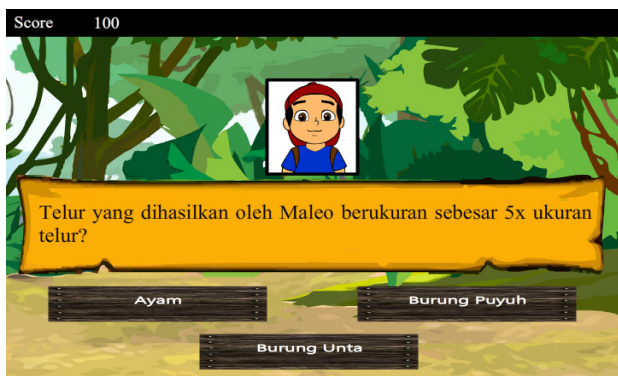 Score 100
Telur yang dihasilkan oleh Maleo berukuran sebesar 5x ukuran
telur?
Ayam
Burung Puyuh
Burung Unta